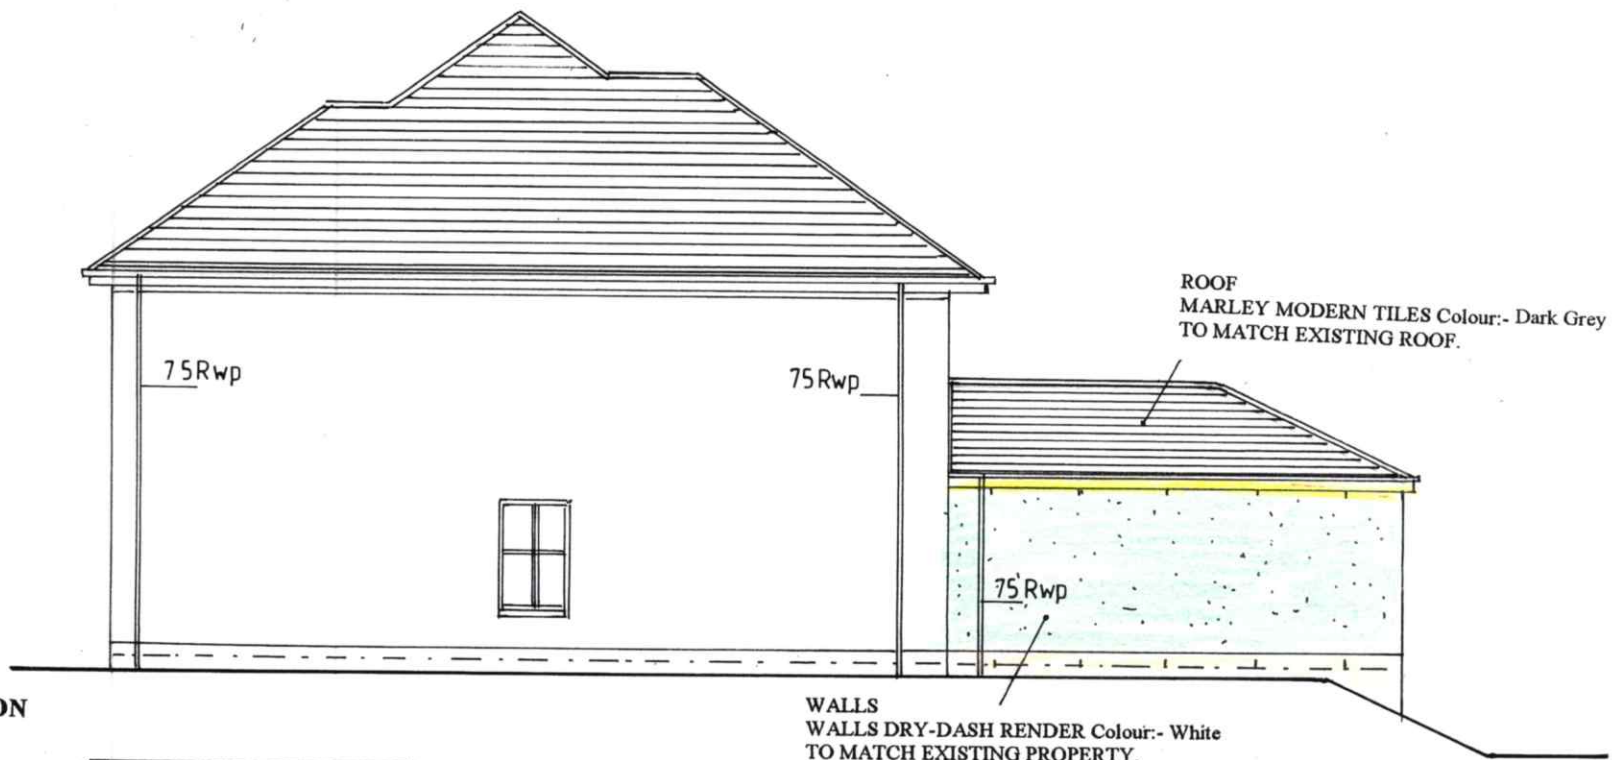 ROOF
MARLEY MODERN TILES Colour:- Dark Grey
TO MATCH EXISTING ROOF.
75Rwp
75Rwp
75 Rwp
ON
WALLS
WALLS DRY-DASH RENDER Colour:- White
TO MATCH EXISTING PROPERTY.